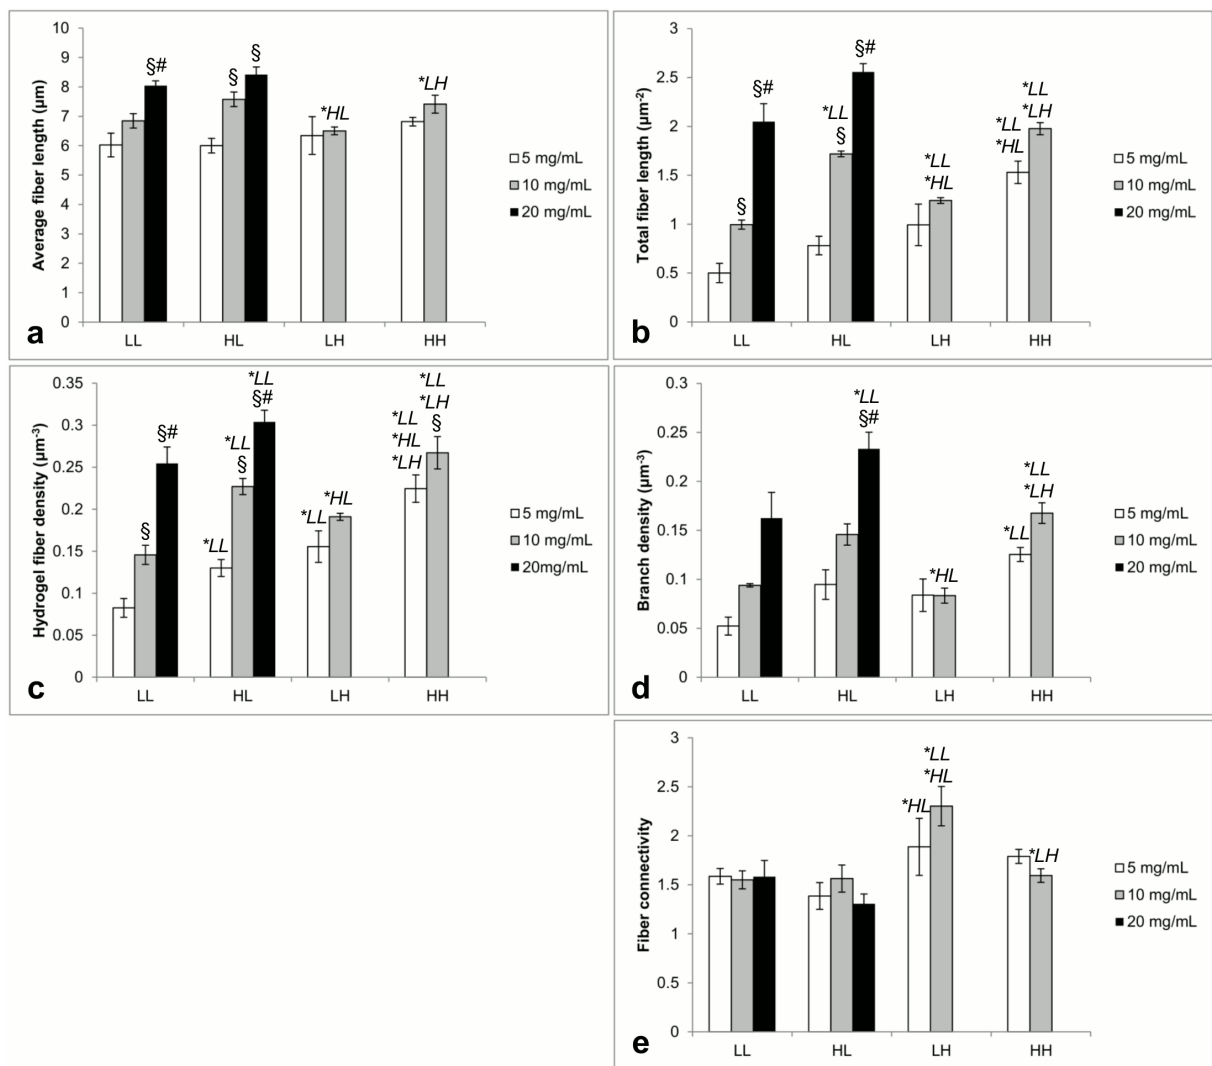 10
9
8
7
6
5
4
3
2
1
0
Average fiber length (µm)
§#
§
§
*HL
*LH
LL
HL
LH
HH
5 mg/mL
10 mg/mL
20 mg/mL
a
3
2.5
2
1.5
1
0.5
0
Total fiber length (µm-2)
§
§#
*LL
§
§#
*LL
*HL
*LL
*HL
*LL
*LH
LL
HL
LH
HH
5 mg/mL
10 mg/mL
20 mg/mL
b
0.35
0.3
0.25
0.2
0.15
0.1
0.05
0
Hydrogel fiber density (µm-3)
§
§#
*LL
*LL
§
*LL
§#
*LL
*HL
*LL
*HL
*LH
*LL
*LH
§
LL
HL
LH
HH
5 mg/mL
10 mg/mL
20mg/mL
c
0.3
0.25
0.2
0.15
0.1
0.05
0
Branch density (µm-3)
*LL
§#
*HL
*LL
*LL
*LH
LL
HL
LH
HH
5 mg/mL
10 mg/mL
20 mg/mL
d
3
2.5
2
1.5
1
0.5
0
Fiber connectivity
*HL
*LL
*HL
*LH
LL
HL
LH
HH
5 mg/mL
10 mg/mL
20 mg/mL
e